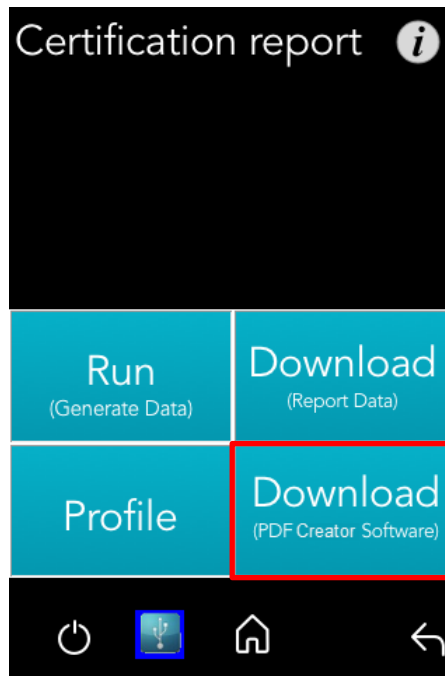 Certification report i
Run
(Generate Data)
Download
(Report Data)
Profile
Download
(PDF Creator Software)